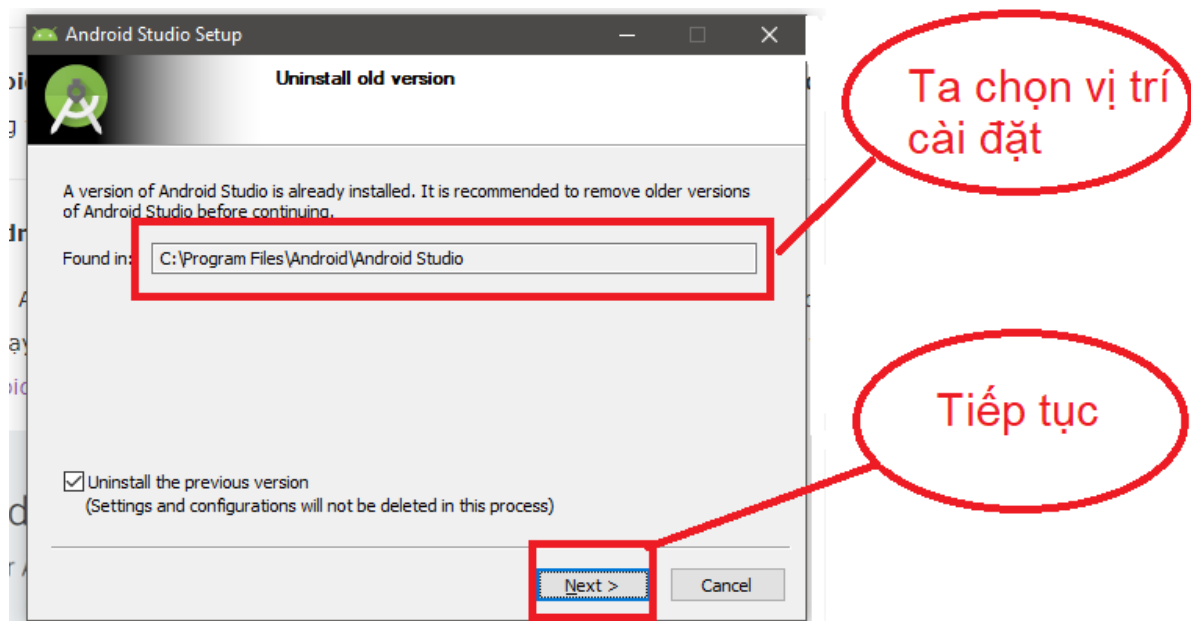 Android Studio Setup
Uninstall old version
A version of Android Studio is already installed. It is recommended to remove older versions
of Android Studio before continuing.
Found in:
C:\Program Files\Android\Android Studio
Uninstall the previous version
(Settings and configurations will not be deleted in this process)
Next >
Cancel
Ta chọn vị trí
cài đặt
Tiếp tục